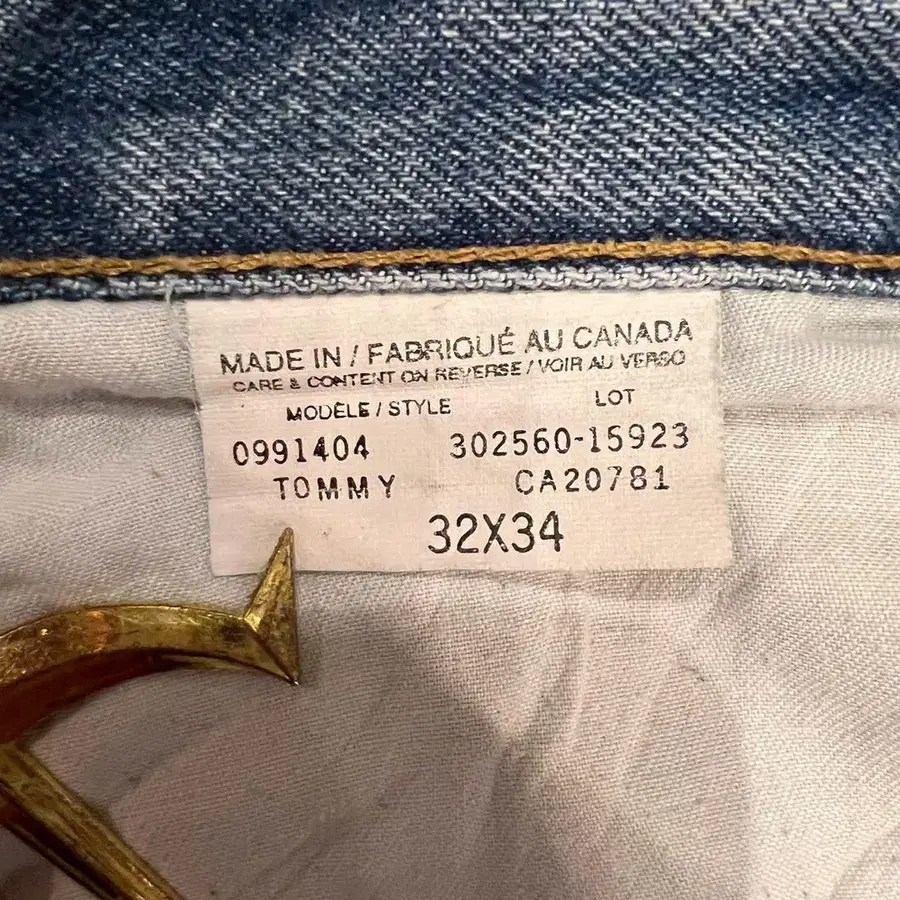 MADE IN / FABRIQUÉ AU CANADA
CARE & CONTENT ON REVERSE / VOIR AU VERSO
MODÈLE / STYLE LOT
0991404 302560-15923
TOMMY CA20781
32X34